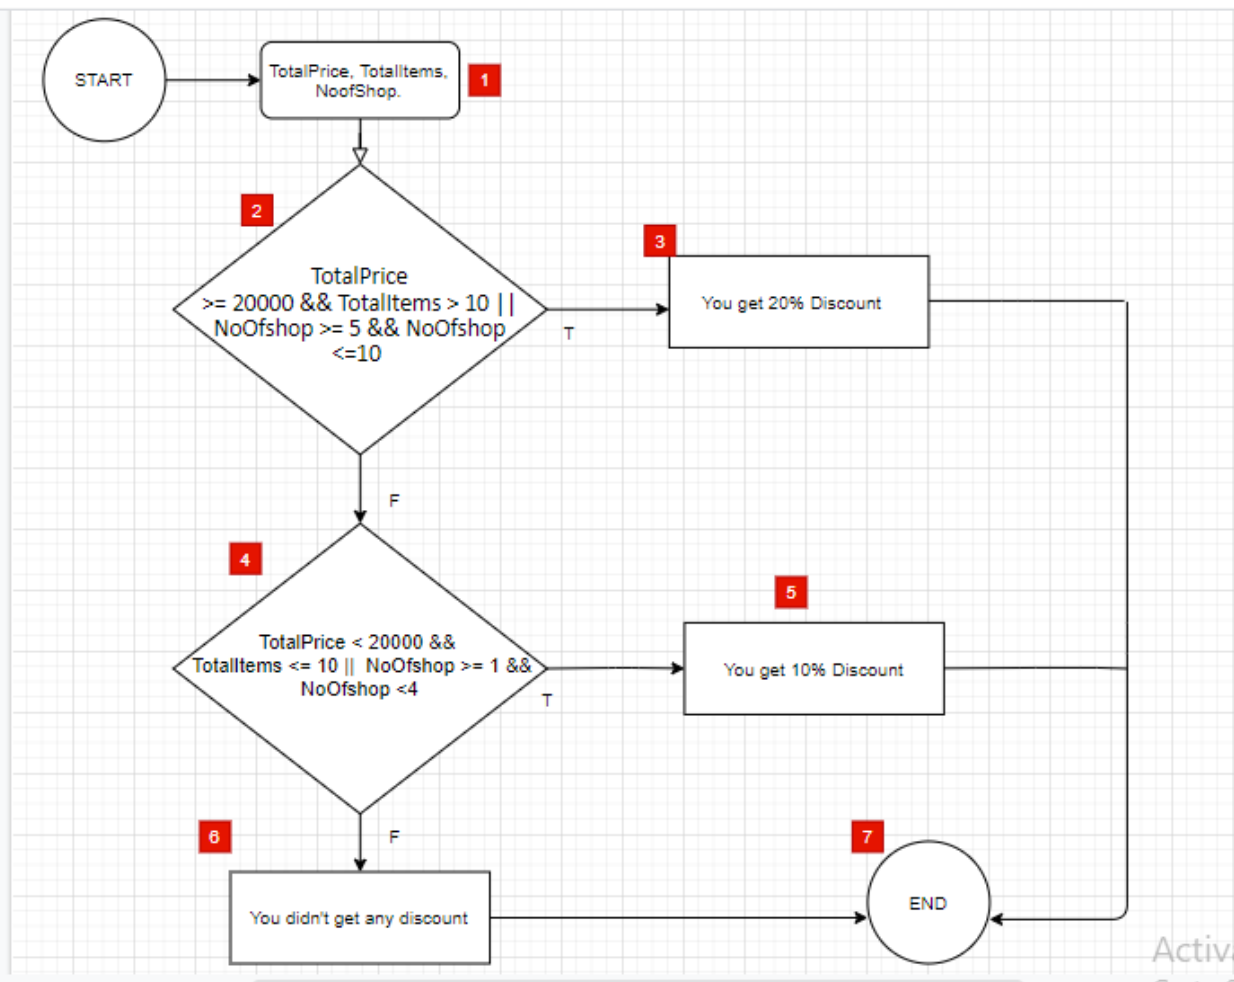 START
TotalPrice, TotalItems,
NoofShop.
1
2
TotalPrice
>= 20000 && TotalItems > 10 ||
NoOfshop >= 5 && NoOfshop
<=10
T
3
You get 20% Discount
F
4
TotalPrice < 20000 &&
TotalItems <= 10 || NoOfshop >= 1 &&
NoOfshop <4
T
5
You get 10% Discount
F
6
You didn't get any discount
7
END